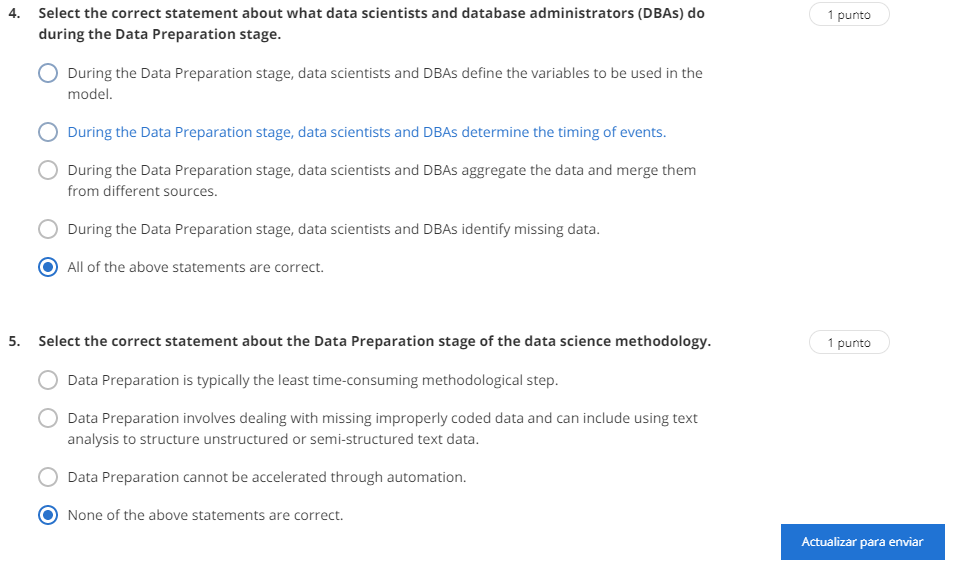 4. Select the correct statement about what data scientists and database administrators (DBAs) do
1 punto
during the Data Preparation stage.
During the Data Preparation stage, data scientists and DBAs define the variables to be used in the
model.
During the Data Preparation stage, data scientists and DBAs determine the timing of events.
During the Data Preparation stage, data scientists and DBAs aggregate the data and merge them
from different sources.
During the Data Preparation stage, data scientists and DBAs identify missing data.
All of the above statements are correct.
5. Select the correct statement about the Data Preparation stage of the data science methodology.
1 punto
Data Preparation is typically the least time-consuming methodological step.
Data Preparation involves dealing with missing improperly coded data and can include using text
analysis to structure unstructured or semi-structured text data.
Data Preparation cannot be accelerated through automation.
None of the above statements are correct.
Actualizar para enviar